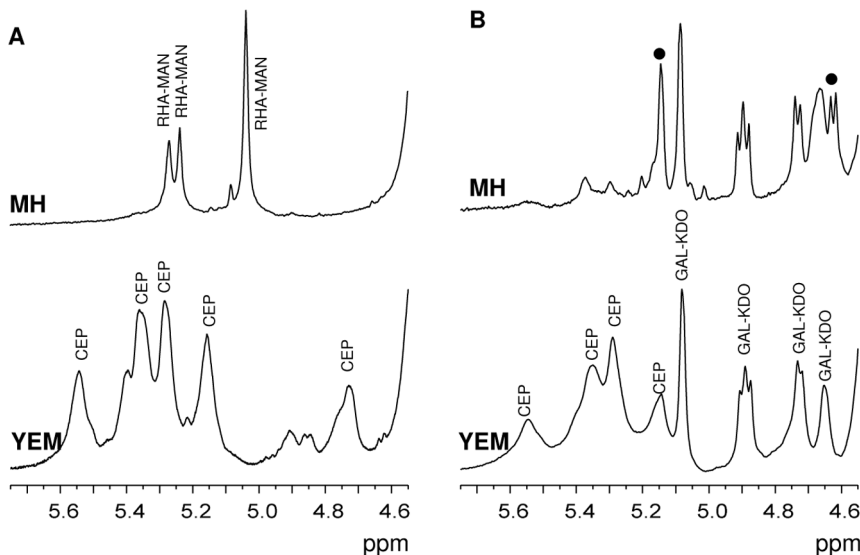 A
RHA-MAN
RHA-MAN
RHA-MAN
MH
CEP
CEP
CEP
CEP
CEP
YEM
5.6 5.4 5.2 5.0 4.8 4.6
ppm
B
MH
GAL-KDO
GAL-KDO
GAL-KDO
GAL-KDO
CEP
CEP
CEP
CEP
YEM
5.6 5.4 5.2 5.0 4.8 4.6
ppm